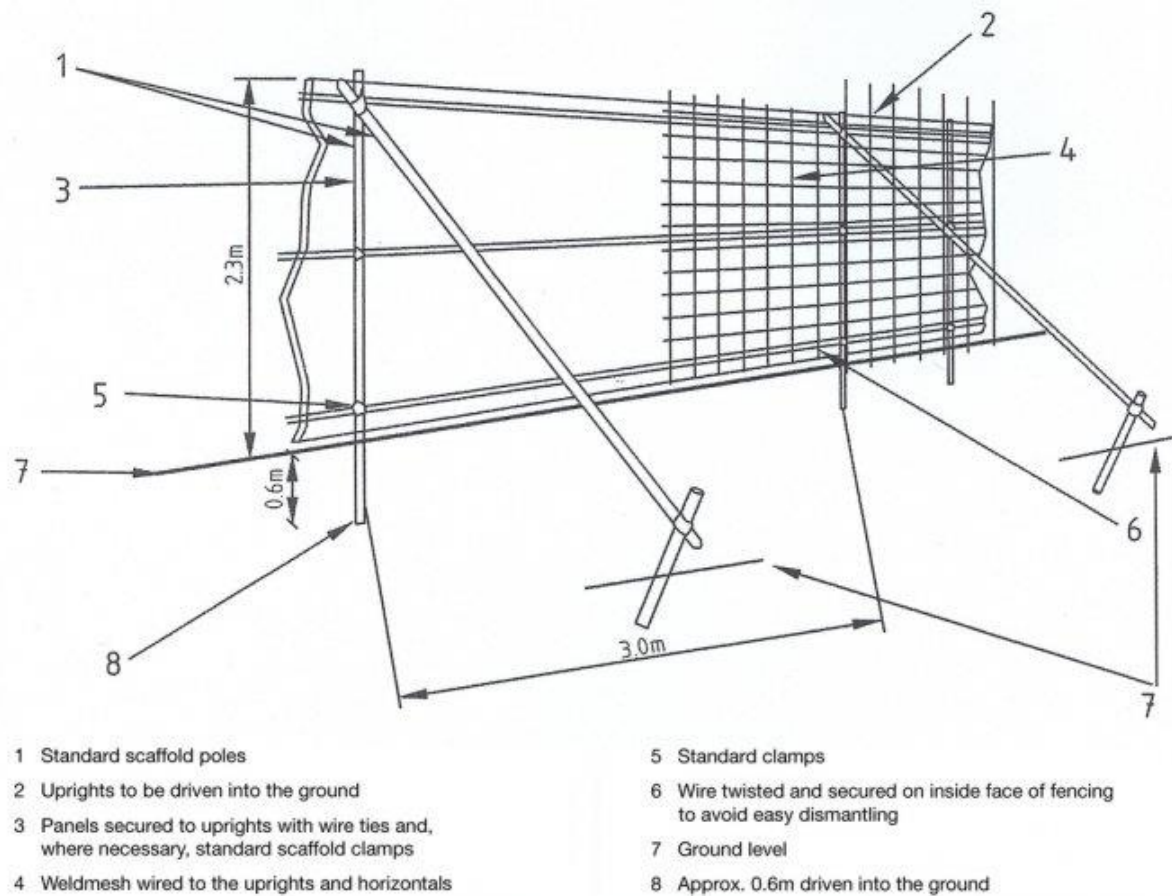 2
1
4
3
2.3m
5
7
0.6m
6
8
3.0m
7
1 Standard scaffold poles
2 Uprights to be driven into the ground
3 Panels secured to uprights with wire ties and,
where necessary, standard scaffold clamps
4 Weldmesh wired to the uprights and horizontals
5 Standard clamps
6 Wire twisted and secured on inside face of fencing
to avoid easy dismantling
7 Ground level
8 Approx. 0.6m driven into the ground